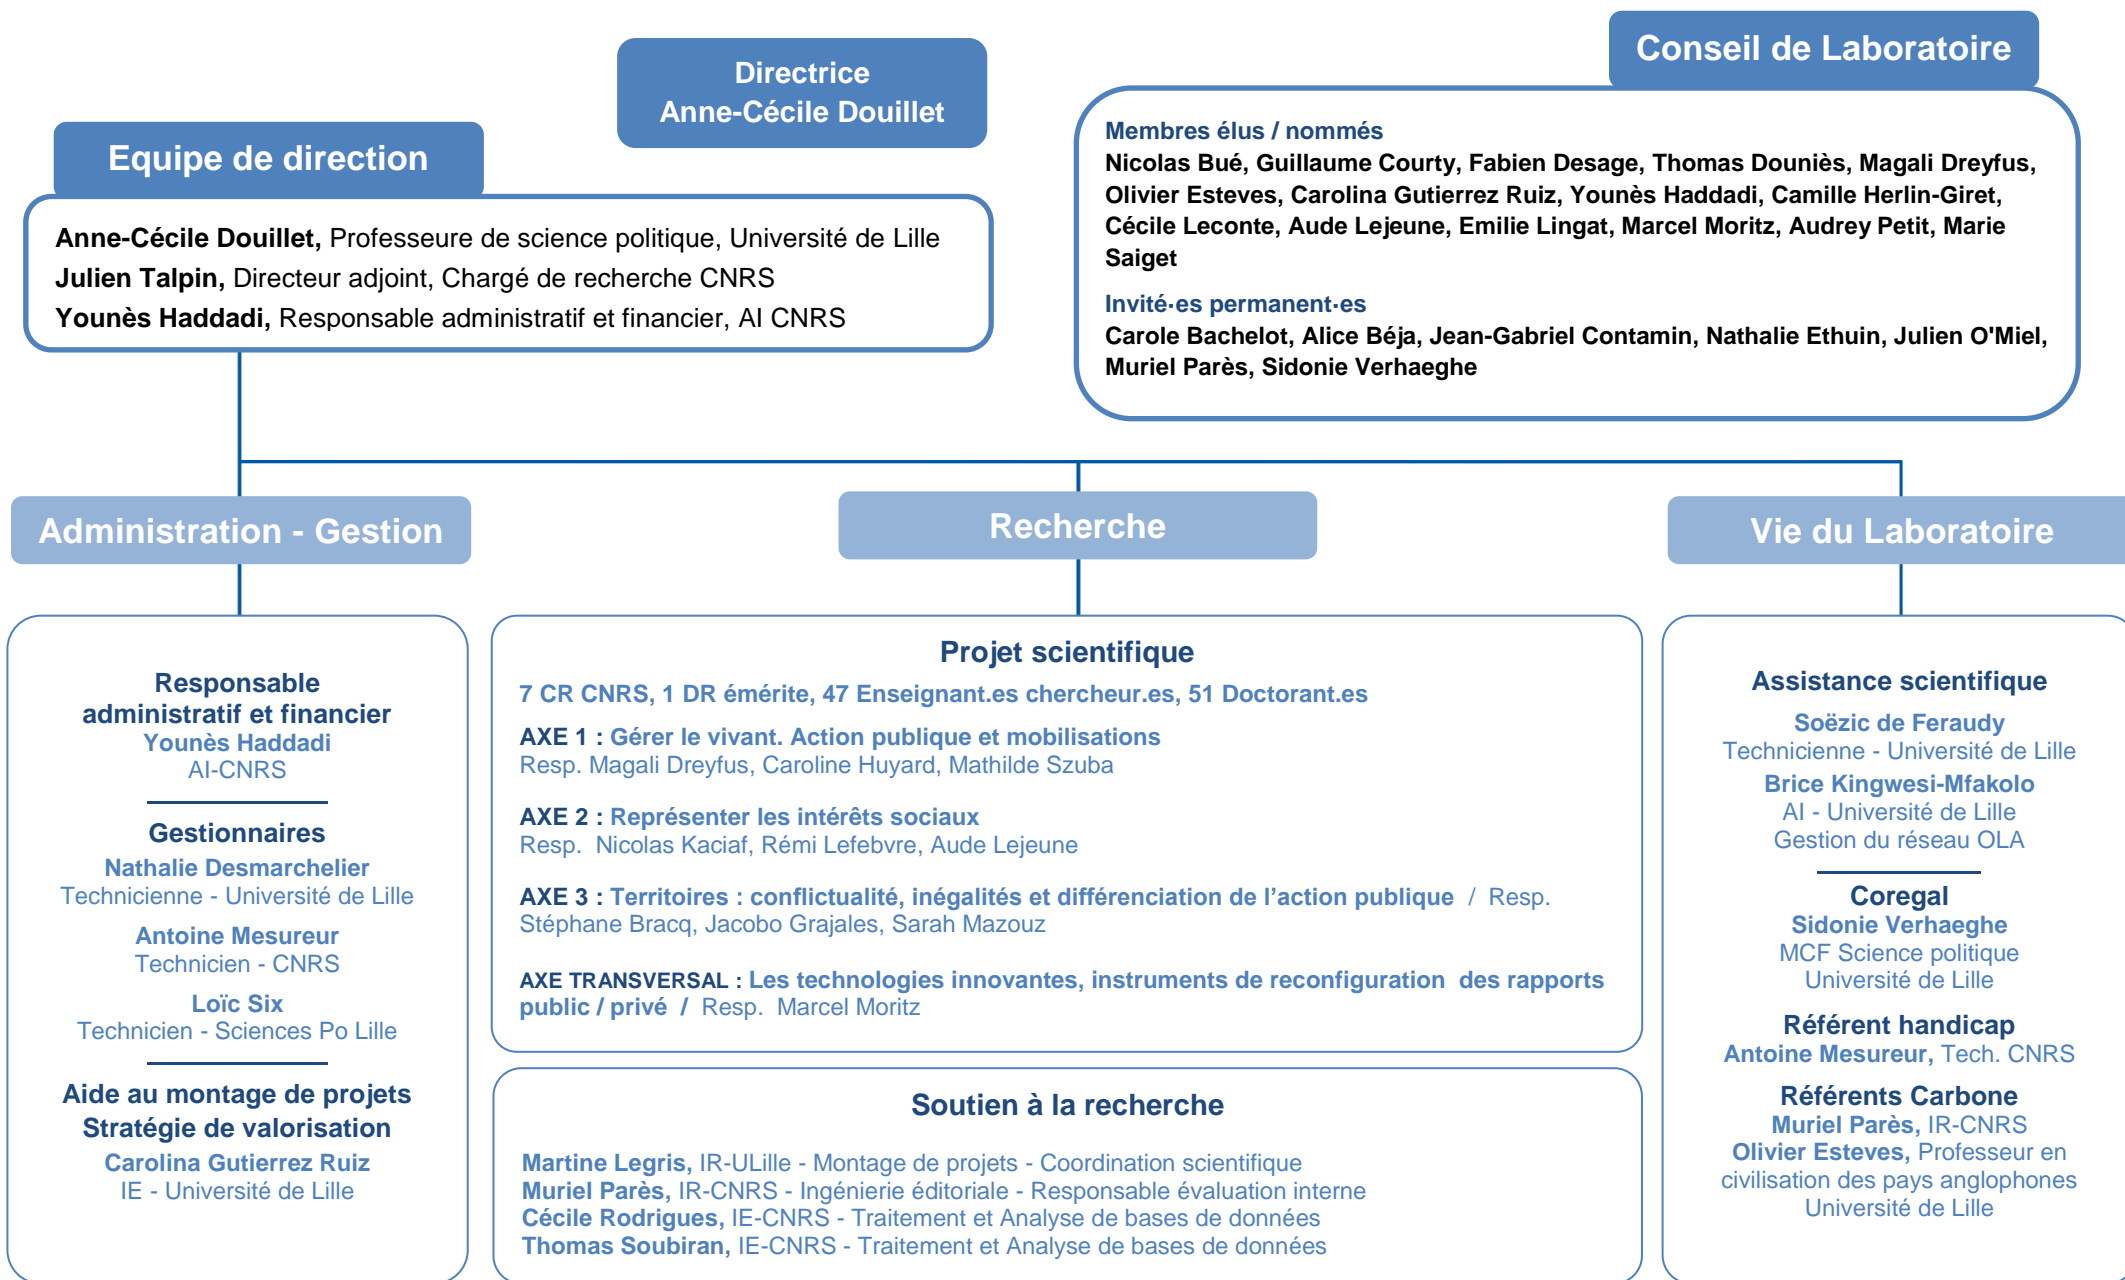 Directrice
Anne-Cécile Douillet
Conseil de Laboratoire
Equipe de direction
Anne-Cécile Douillet, Professeure de science politique, Université de Lille
Julien Talpin, Directeur adjoint, Chargé de recherche CNRS
Younès Haddadi, Responsable administratif et financier, AI CNRS
Membres élus / nommés
Nicolas Bué, Guillaume Courty, Fabien Desage, Thomas Douniès, Magali Dreyfus,
Olivier Esteves, Carolina Gutierrez Ruiz, Younès Haddadi, Camille Herlin-Giret,
Cécile Leconte, Aude Lejeune, Emilie Lingat, Marcel Moritz, Audrey Petit, Marie
Saiget
Invité·es permanent·es
Carole Bachelot, Alice Béja, Jean-Gabriel Contamin, Nathalie Ethuin, Julien O'Miel,
Muriel Parès, Sidonie Verhaeghe
Administration - Gestion
Responsable
administratif et financier
Younès Haddadi
AI-CNRS
Gestionnaires
Nathalie Desmarchelier
Technicienne - Université de Lille
Antoine Mesureur
Technicien - CNRS
Loïc Six
Technicien - Sciences Po Lille
Aide au montage de projets
Stratégie de valorisation
Carolina Gutierrez Ruiz
IE - Université de Lille
Recherche
Projet scientifique
7 CR CNRS, 1 DR émérite, 47 Enseignant.es chercheur.es, 51 Doctorant.es
AXE 1 : Gérer le vivant. Action publique et mobilisations
Resp. Magali Dreyfus, Caroline Huyard, Mathilde Szuba
AXE 2 : Représenter les intérêts sociaux
Resp. Nicolas Kaciaf, Rémi Lefebvre, Aude Lejeune
AXE 3 : Territoires : conflictualité, inégalités et différenciation de l’action publique / Resp.
Stéphane Bracq, Jacobo Grajales, Sarah Mazouz
AXE TRANSVERSAL : Les technologies innovantes, instruments de reconfiguration des rapports
public / privé / Resp. Marcel Moritz
Soutien à la recherche
Martine Legris, IR-ULille - Montage de projets - Coordination scientifique
Muriel Parès, IR-CNRS - Ingénierie éditoriale - Responsable évaluation interne
Cécile Rodrigues, IE-CNRS - Traitement et Analyse de bases de données
Thomas Soubiran, IE-CNRS - Traitement et Analyse de bases de données
Vie du Laboratoire
Assistance scientifique
Soëzic de Feraudy
Technicienne - Université de Lille
Brice Kingwesi-Mfakolo
AI - Université de Lille
Gestion du réseau OLA
Coregal
Sidonie Verhaeghe
MCF Science politique
Université de Lille
Référent handicap
Antoine Mesureur, Tech. CNRS
Référents Carbone
Muriel Parès, IR-CNRS
Olivier Esteves, Professeur en
civilisation des pays anglophones
Université de Lille